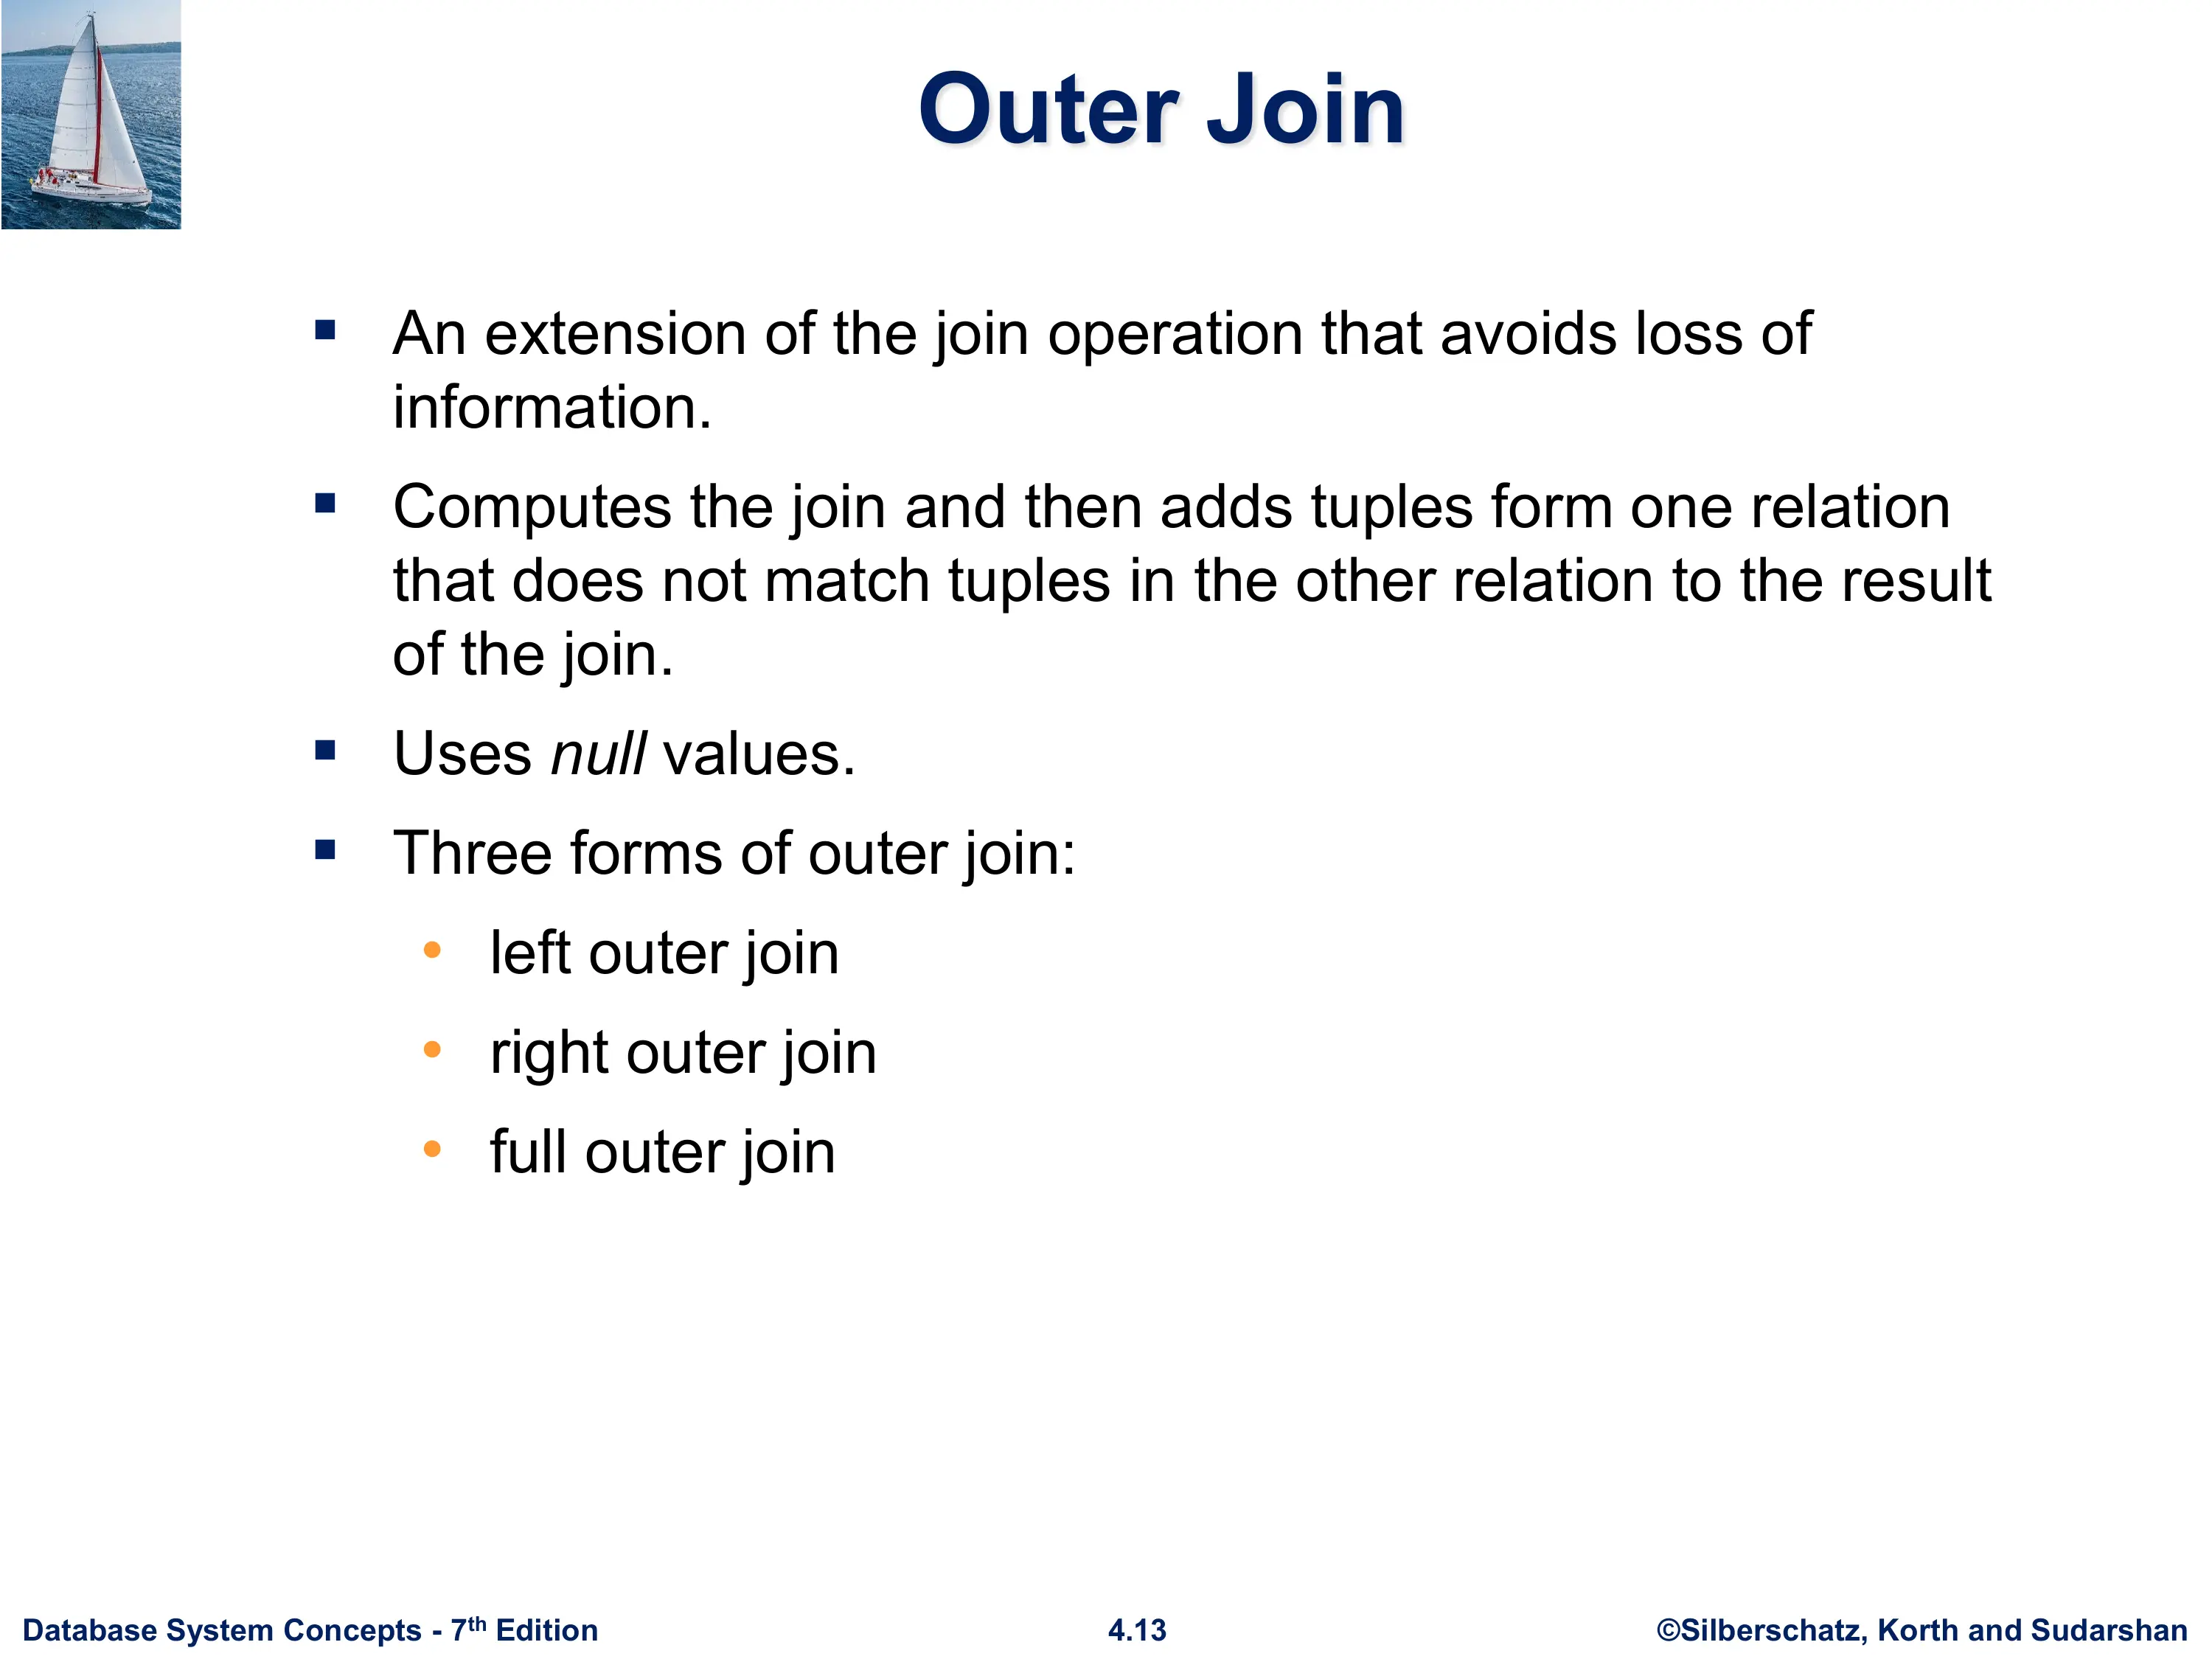 Outer Join
▪ An extension of the join operation that avoids loss of
information.
▪ Computes the join and then adds tuples form one relation
that does not match tuples in the other relation to the result
of the join.
▪ Uses null values.
▪ Three forms of outer join:
• left outer join
• right outer join
• full outer join
Database System Concepts - 7th Edition
4.13
©Silberschatz, Korth and Sudarshan